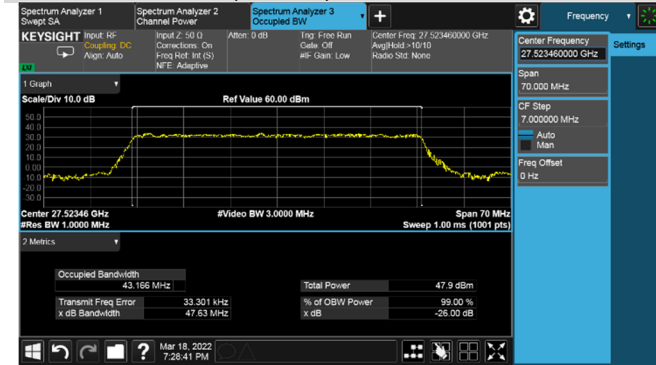 Spectrum Analyzer 1
Swept SA
Spectrum Analyzer 2
Channel Power
Spectrum Analyzer 3
Occupied BW
+
Frequency
KEYSIGHT
Input: RF
Coupling: DC
Align: Auto
Input Z: 50 Ω
Corrections: On
Freq Ref: Int (S)
NFE: Adaptive
Atten: 0 dB
Trig: Free Run
Gate: Off
#IF Gain: Low
Center Freq: 27.523460000 GHz
Avg|Hold:>10/10
Radio Std: None
Center Frequency
27.523460000 GHz
Settings
Span
70.000 MHz
CF Step
7.000000 MHz
Auto
Man
Freq Offset
0 Hz
1 Graph
Scale/Div 10.0 dB
Ref Value 60.00 dBm
50.0
40.0
30.0
20.0
10.0
0.00
-10.0
-20.0
-30.0
Center 27.52346 GHz
#Video BW 3.0000 MHz
Span 70 MHz
#Res BW 1.0000 MHz
Sweep 1.00 ms (1001 pts)
2 Metrics
Occupied Bandwidth
43.166 MHz
Total Power
47.9 dBm
Transmit Freq Error
33.301 kHz
% of OBW Power
99.00 %
x dB Bandwidth
47.63 MHz
x dB
-26.00 dB
?
Mar 18, 2022
7:28:41 PM